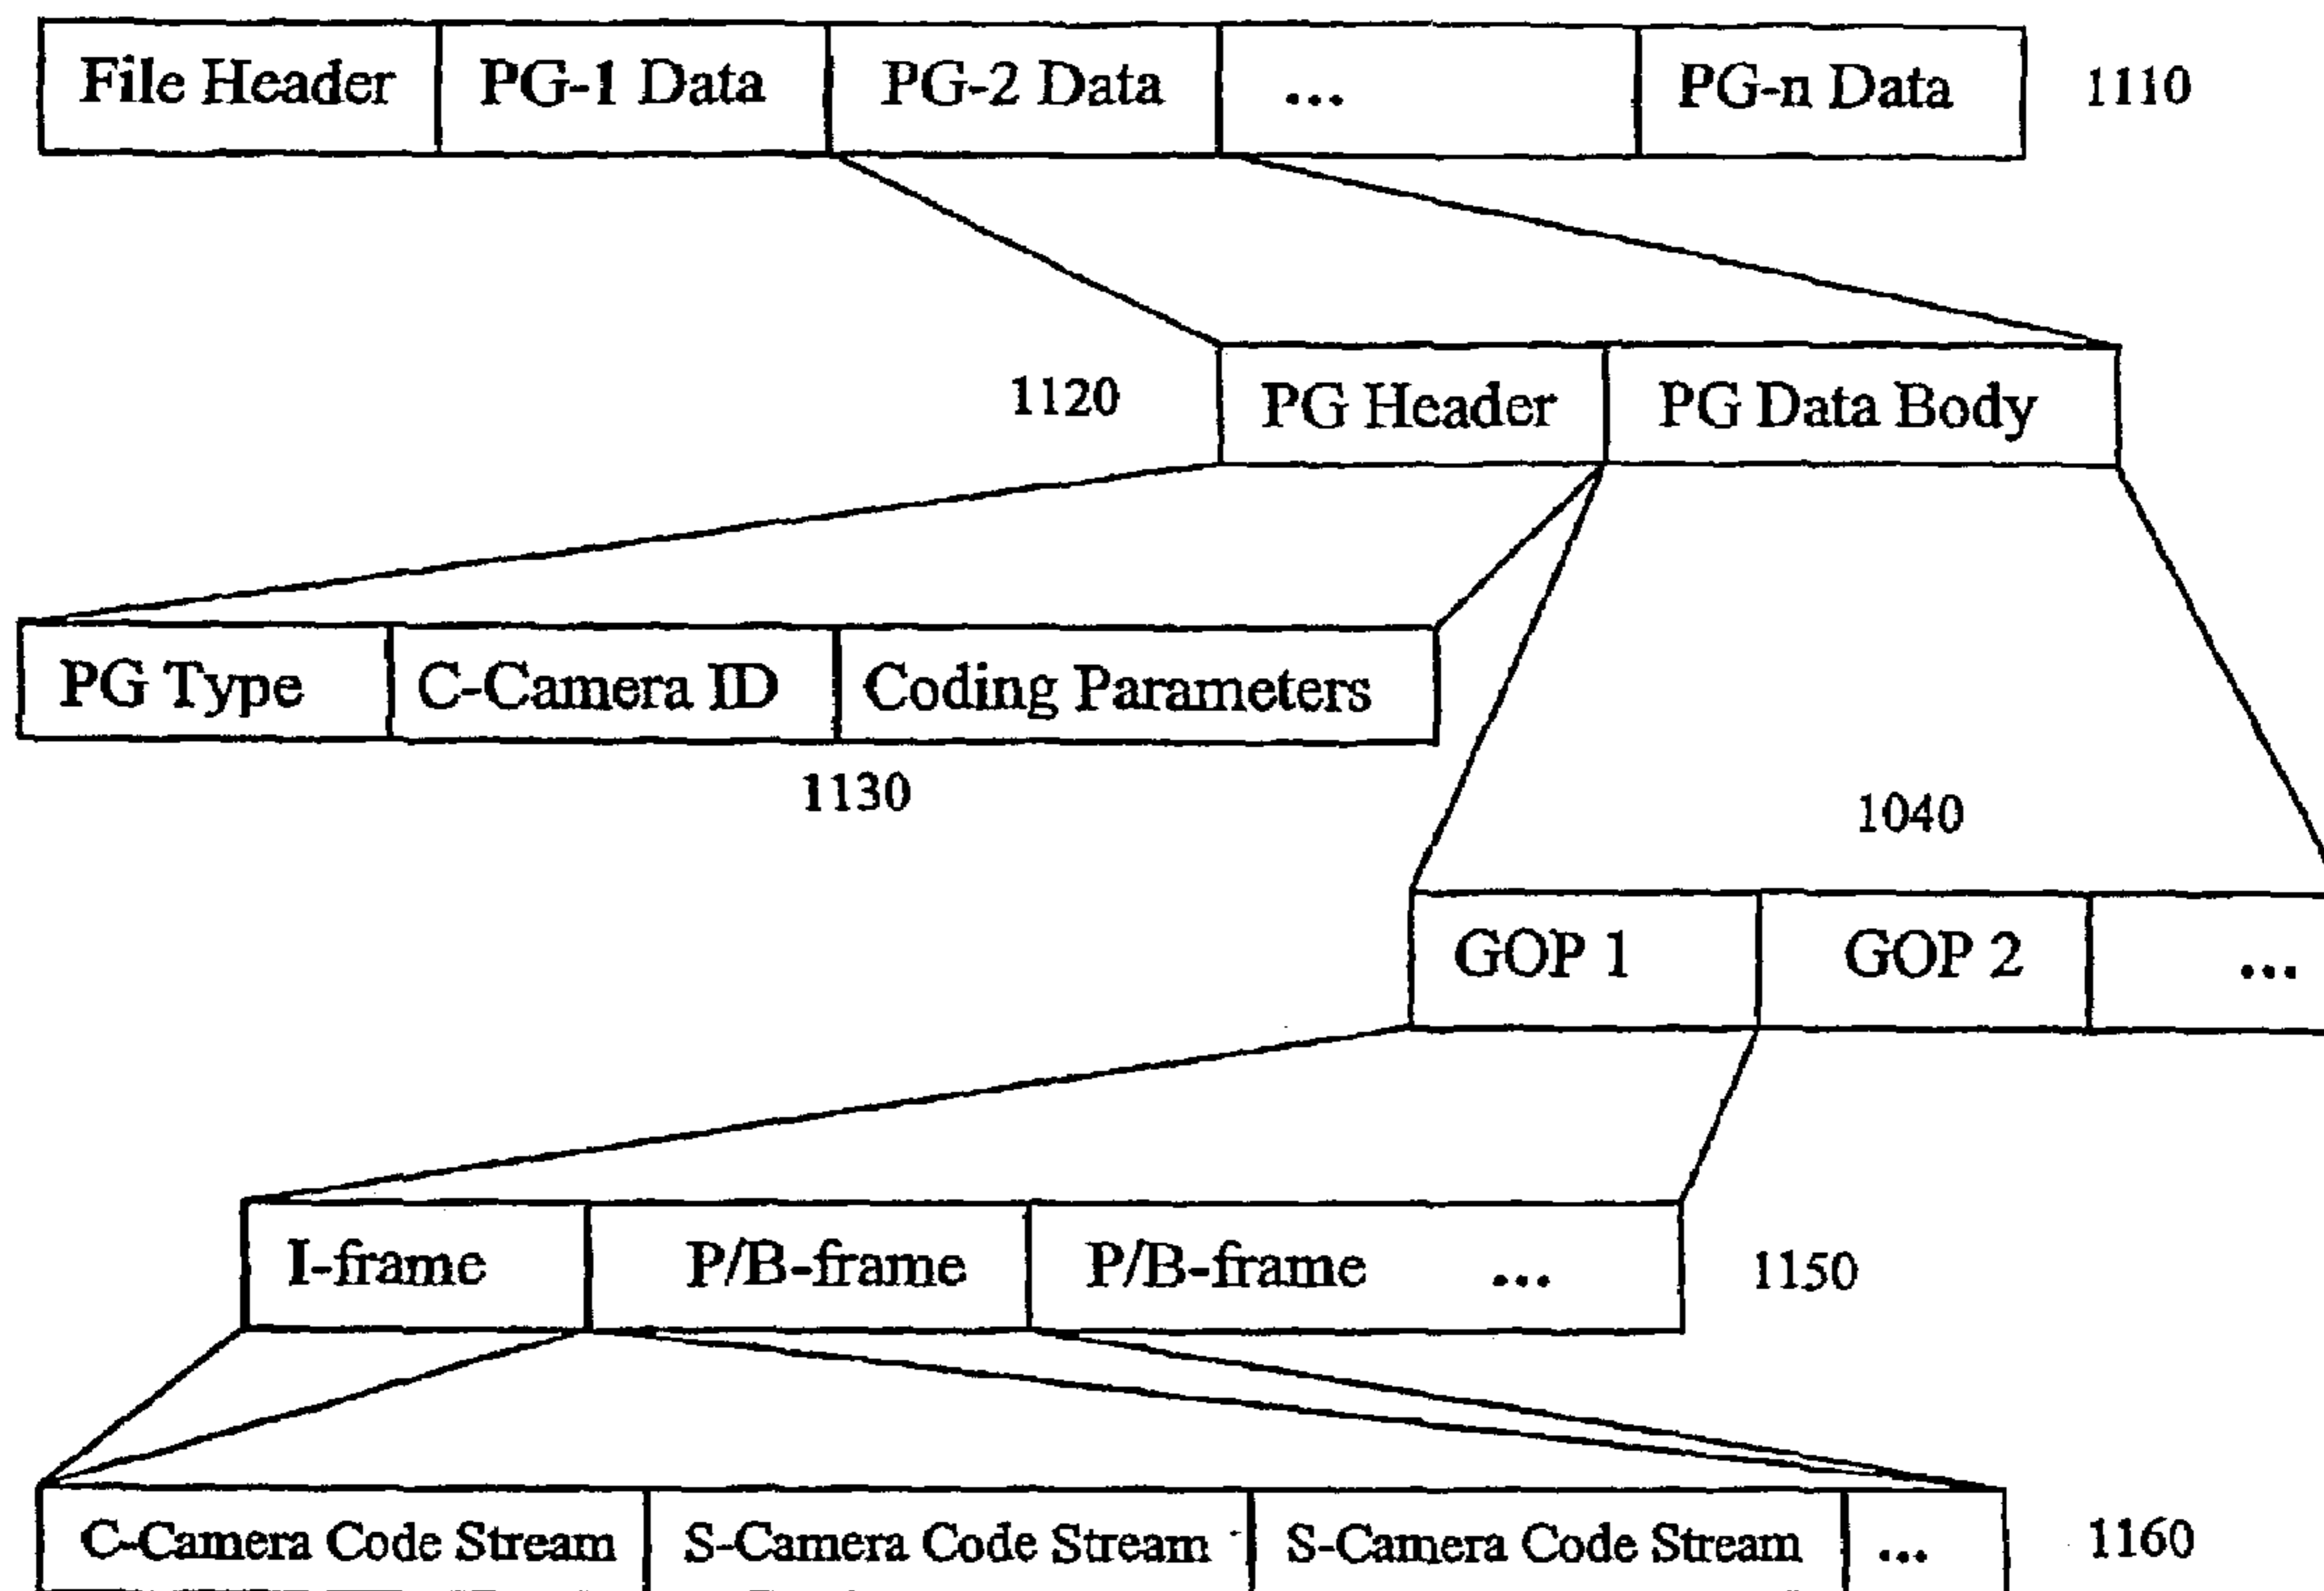 File Header PG-1 Data PG-2 Data ... PG-n Data 1110
1120 PG Header PG Data Body
PG Type C-Camera ID Coding Parameters
1130
1040
GOP 1 GOP 2 ...
I-frame P/B-frame P/B-frame ... 1150
C-Camera Code Stream S-Camera Code Stream S-Camera Code Stream ... 1160